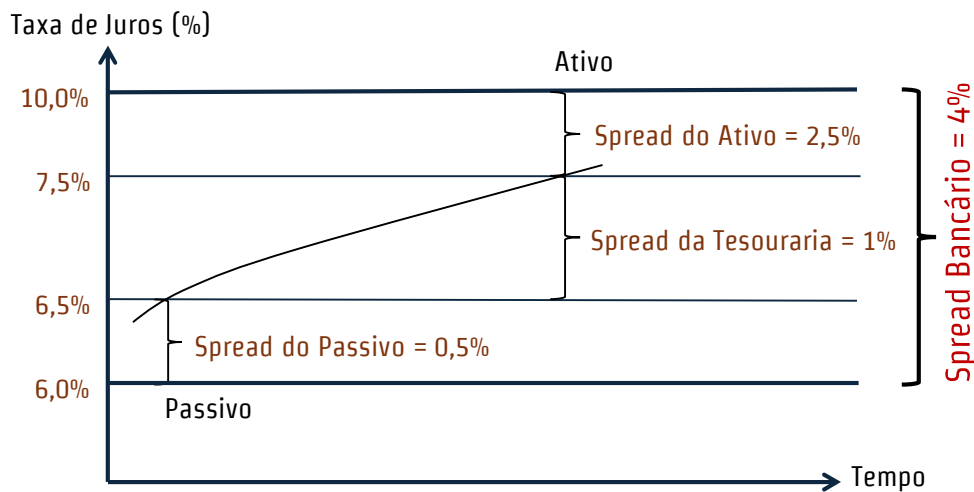 Taxa de Juros (%)
Ativo
10,0%
Spread do Ativo = 2,5%
7,5%
Spread da Tesouraria = 1%
6,5%
Spread do Passivo = 0,5%
6,0%
Passivo
Tempo
Spread Bancário = 4%